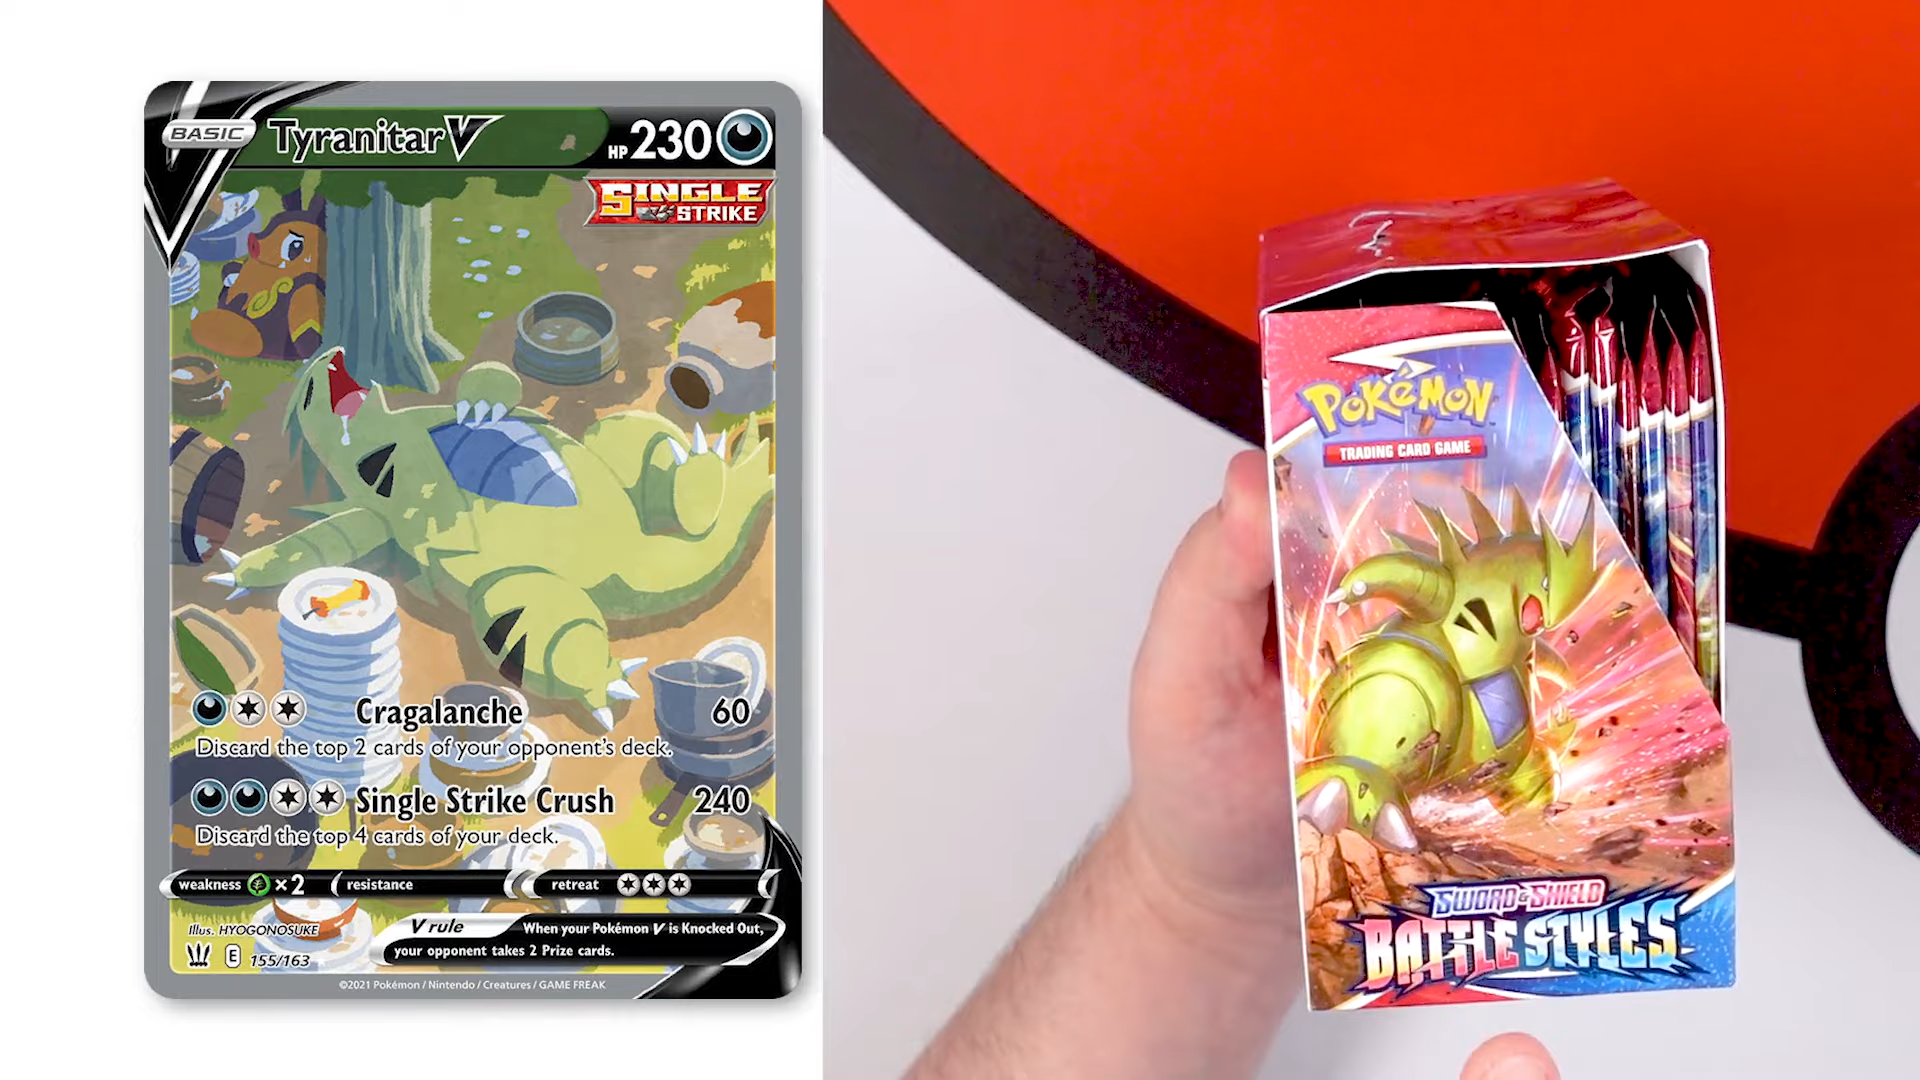 BASIC
Tyranitar V
HP 230
SINGLE
STRIKE
Cragalanche 60
Discard the top 2 cards of your opponent's deck.
Single Strike Crush 240
Discard the top 4 cards of your deck.
weakness ×2 resistance retreat
V rule When your Pokémon V is Knocked Out,
your opponent takes 2 Prize cards.
Illus. HYOGONOSUKE
E 155/163
©2021 Pokémon / Nintendo / Creatures / GAME FREAK
POKÉMON
TRADING CARD GAME
SWORD & SHIELD
BATTLE STYLES